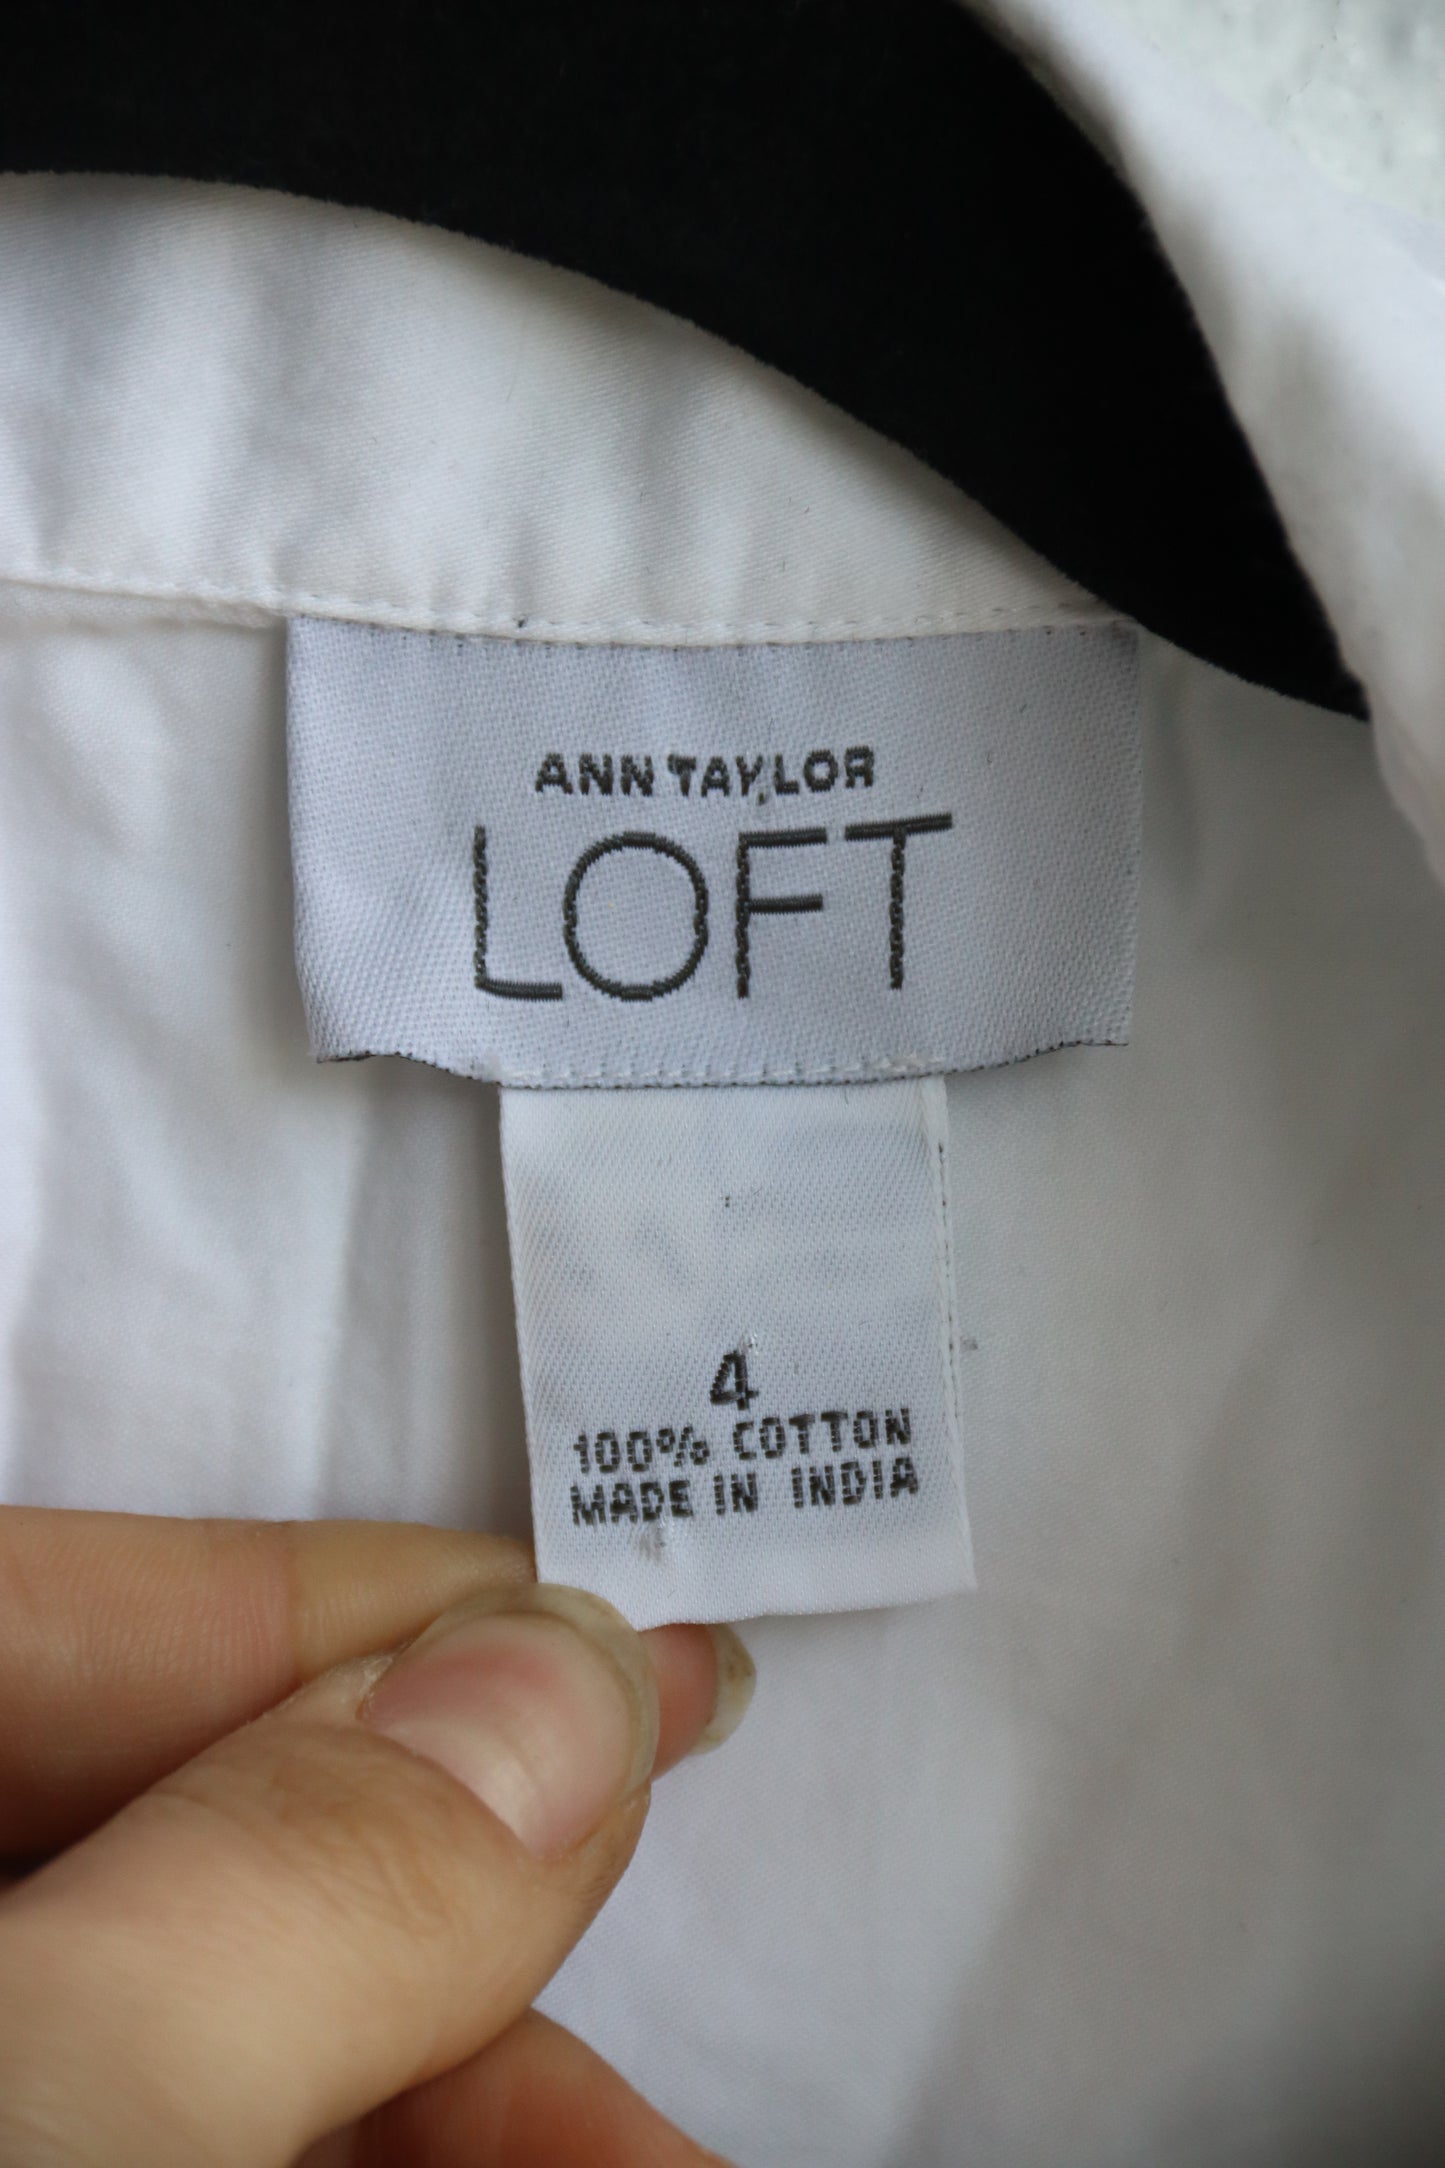 ANN TAYLOR
LOFT
4
100% COTTON
MADE IN INDIA